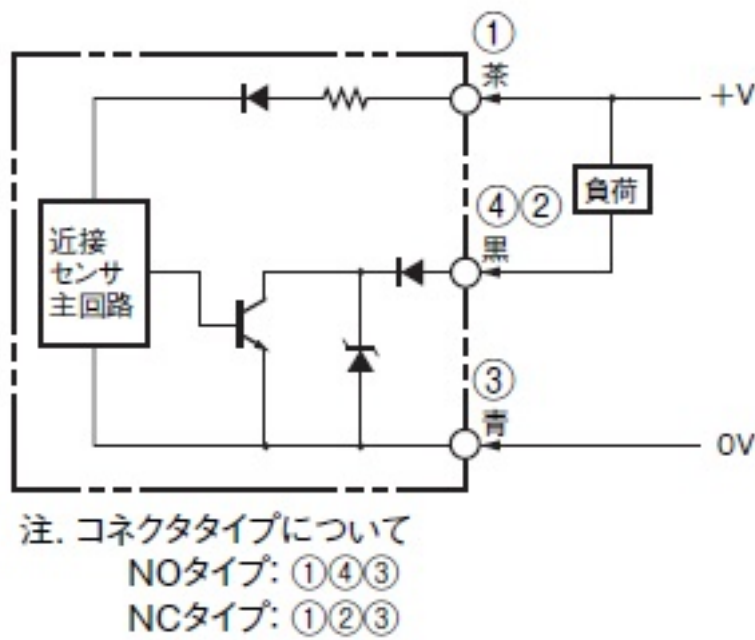 ①
茶
+V
負荷
④②
黒
近接
センサ
主回路
③
青
0V
注. コネクタタイプについて
NOタイプ: ①④③
NCタイプ: ①②③